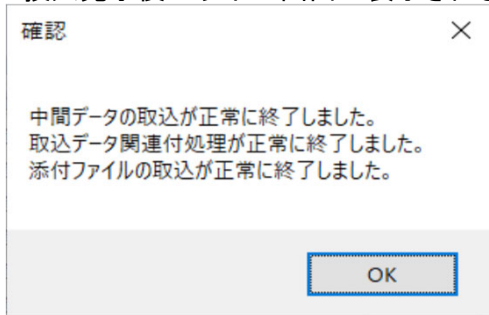 確認
中間データの取込が正常に終了しました。
取込データ関連付処理が正常に終了しました。
添付ファイルの取込が正常に終了しました。
OK